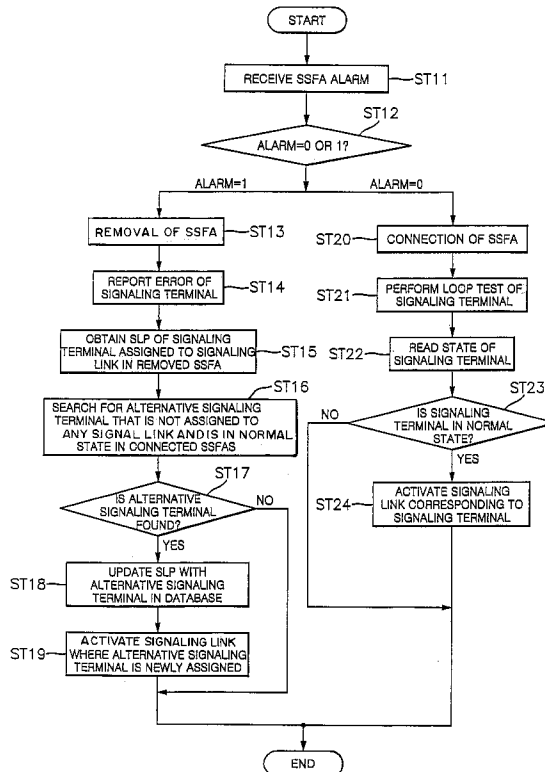 START
RECEIVE SSFA ALARM
ST11
ST12
ALARM=0 OR 1?
ALARM=1
ALARM=0
REMOVAL OF SSFA
ST13
REPORT ERROR OF
SIGNALING TERMINAL
ST14
OBTAIN SLP OF SIGNALING
TERMINAL ASSIGNED TO SIGNALING
LINK IN REMOVED SSFA
ST15
ST16
SEARCH FOR ALTERNATIVE SIGNALING
TERMINAL THAT IS NOT ASSIGNED TO
ANY SIGNAL LINK AND IS IN NORMAL
STATE IN CONNECTED SSFAS
ST17
IS ALTERNATIVE
SIGNALING TERMINAL
FOUND?
NO
YES
ST18
UPDATE SLP WITH
ALTERNATIVE SIGNALING
TERMINAL IN DATABASE
ST19
ACTIVATE SIGNALING LINK
WHERE ALTERNATIVE SIGNALING
TERMINAL IS NEWLY ASSIGNED
ST20
CONNECTION OF SSFA
ST21
PERFORM LOOP TEST OF
SIGNALING TERMINAL
ST22
READ STATE OF
SIGNALING TERMINAL
ST23
NO
IS SIGNALING
TERMINAL IN NORMAL
STATE?
YES
ST24
ACTIVATE SIGNALING
LINK CORRESPONDING TO
SIGNALING TERMINAL
END